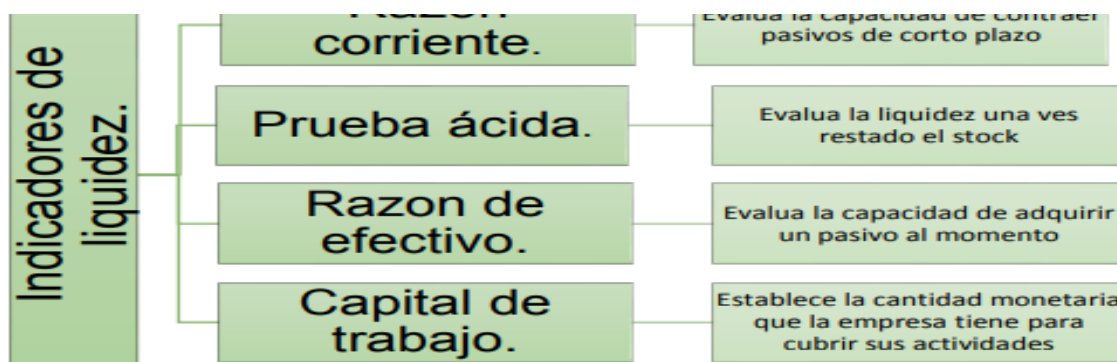 Indicadores de
liquidez.
Razon
corriente.
Evalua la capacidad de contraer
pasivos de corto plazo
Prueba ácida.
Evalua la liquidez una ves
restado el stock
Razon de
efectivo.
Evalua la capacidad de adquirir
un pasivo al momento
Capital de
trabajo.
Establece la cantidad monetaria
que la empresa tiene para
cubrir sus actividades